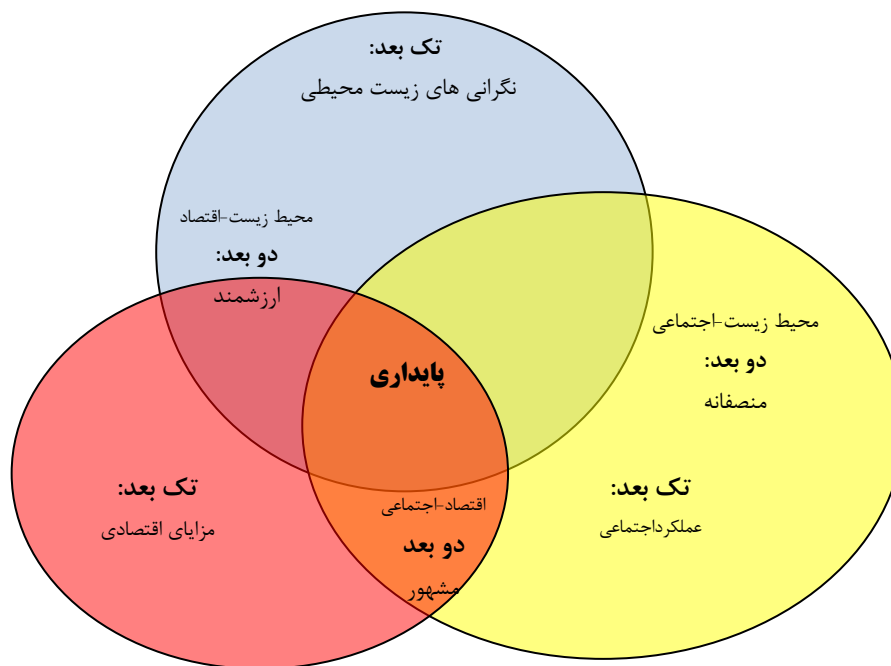 تک بعد:
نگرانی های زیست محیطی
محیط زیست-اقتصاد
دو بعد:
ارزشمند
محیط زیست-اجتماعی
دو بعد:
منصفانه
پایداری
تک بعد:
مزایای اقتصادی
اقتصاد-اجتماعی
دو بعد
مشهور
تک بعد:
عملکرداجتماعی